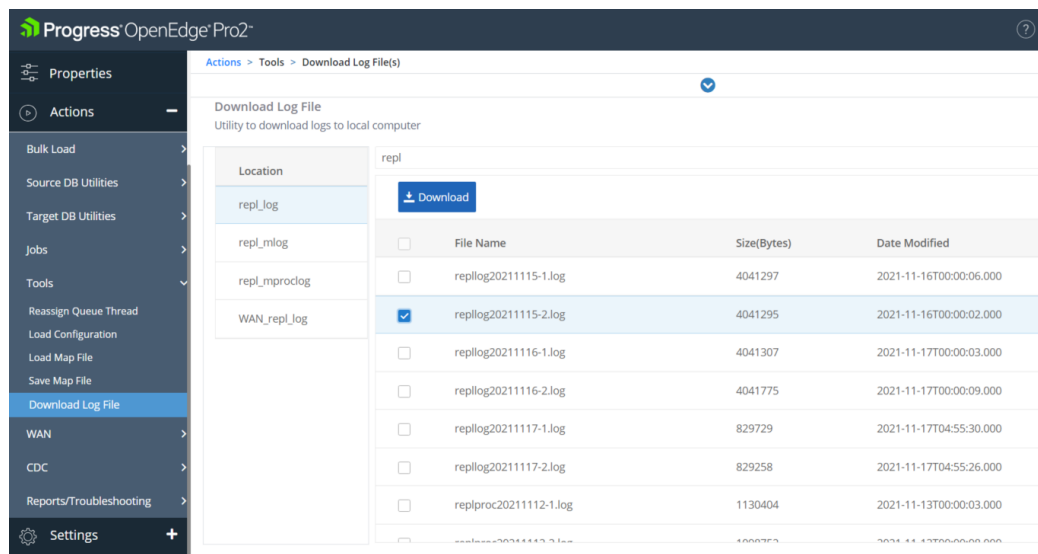 Progress® OpenEdge® Pro2™
Properties
Actions
Bulk Load
Source DB Utilities
Target DB Utilities
Jobs
Tools
Reassign Queue Thread
Load Configuration
Load Map File
Save Map File
Download Log File
WAN
CDC
Reports/Troubleshooting
Settings
Actions > Tools > Download Log File(s)
Download Log File
Utility to download logs to local computer
Location
repl_log
repl_mlog
repl_mproclog
WAN_repl_log
repl
Download
File Name Size(Bytes) Date Modified
repllog20211115-1.log 4041297 2021-11-16T00:00:06.000
repllog20211115-2.log 4041295 2021-11-16T00:00:02.000
repllog20211116-1.log 4041307 2021-11-17T00:00:03.000
repllog20211116-2.log 4041775 2021-11-17T00:00:09.000
repllog20211117-1.log 829729 2021-11-17T04:55:30.000
repllog20211117-2.log 829258 2021-11-17T04:55:26.000
replproc20211112-1.log 1130404 2021-11-13T00:00:03.000